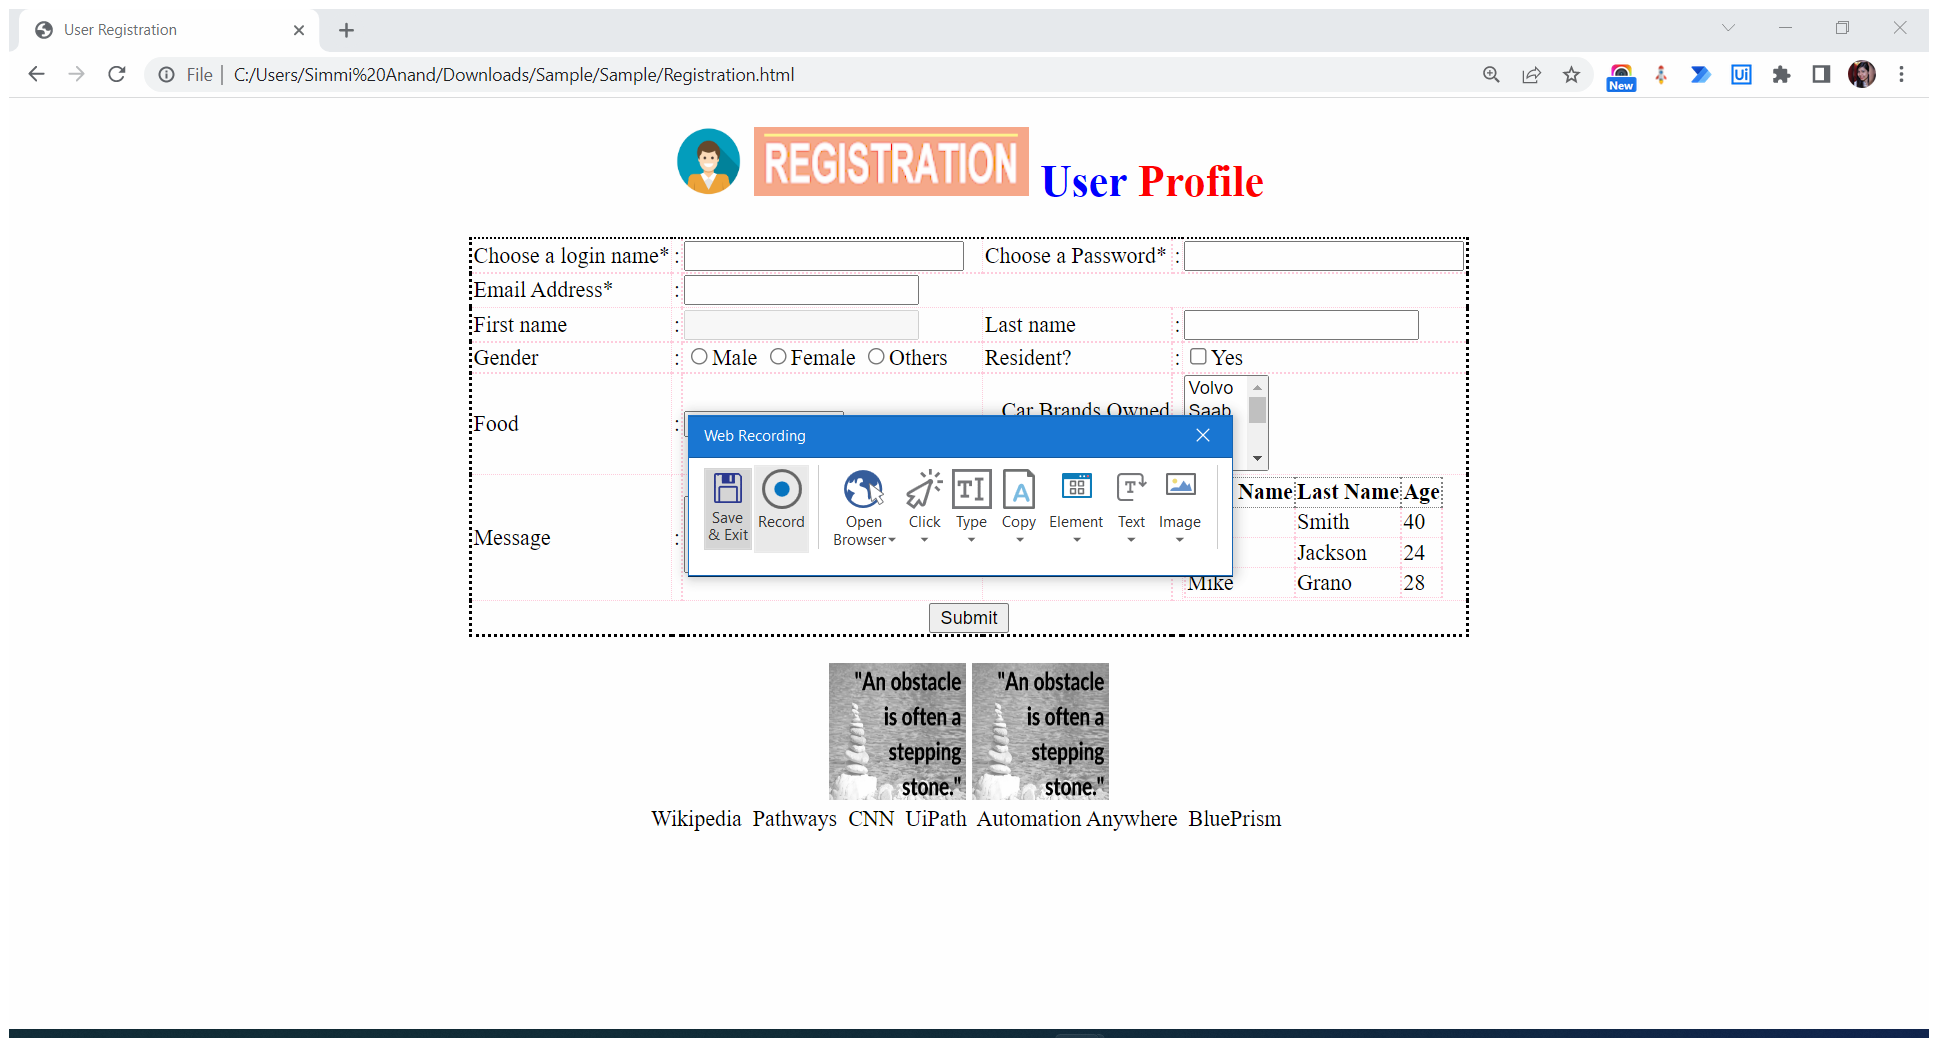 User Registration
File | C:/Users/Simmi%20Anand/Downloads/Sample/Sample/Registration.html
New
Ui
REGISTRATION User Profile
Choose a login name* :
Choose a Password* :
Email Address* :
First name :
Last name :
Gender : Male Female Others
Resident? : Yes
Food :
Car Brands Owned
Volvo
Saab
Web Recording
Save & Exit
Record
Open Browser
Click
Type
Copy
Element
Text
Image
Message :
Name Last Name Age
Smith 40
Jackson 24
Mike Grano 28
Submit
"An obstacle
is often a
stepping
stone."
"An obstacle
is often a
stepping
stone."
Wikipedia Pathways CNN UiPath Automation Anywhere BluePrism